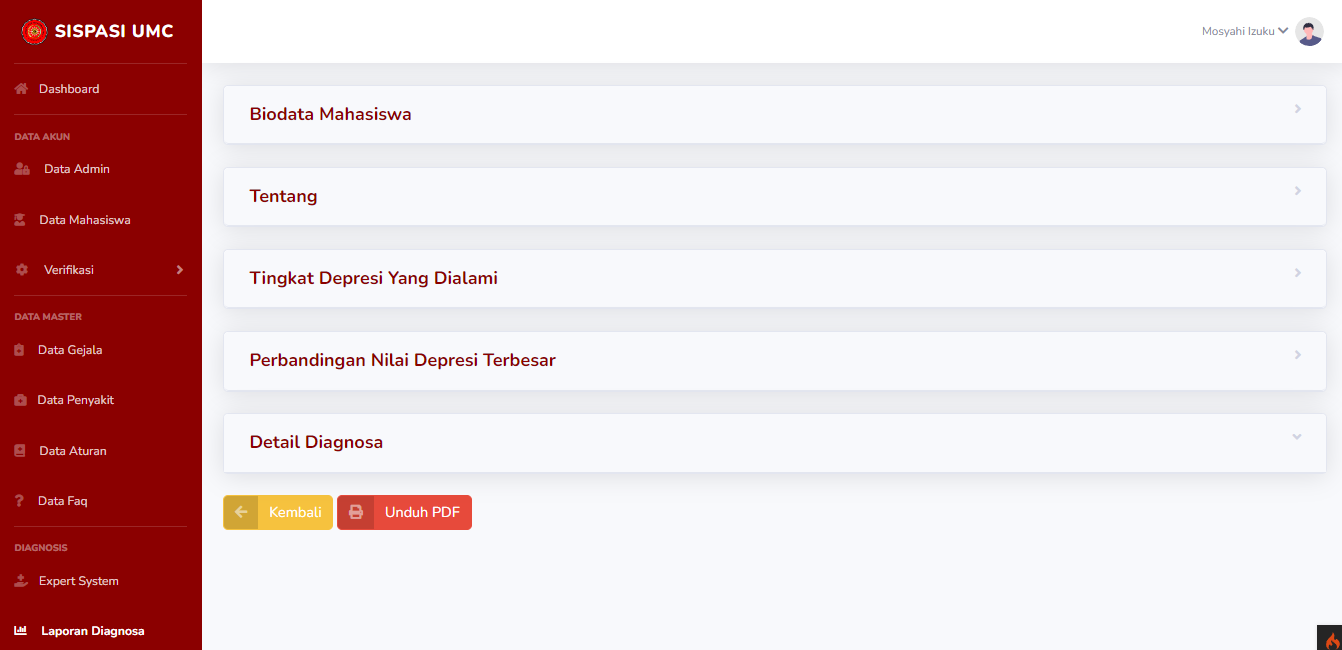 SISPASI UMC
Dashboard
DATA AKUN
Data Admin
Data Mahasiswa
Verifikasi
DATA MASTER
Data Gejala
Data Penyakit
Data Aturan
Data Faq
DIAGNOSIS
Expert System
Laporan Diagnosa
Mosyahi Izuku
Biodata Mahasiswa
Tentang
Tingkat Depresi Yang Dialami
Perbandingan Nilai Depresi Terbesar
Detail Diagnosa
Kembali
Unduh PDF